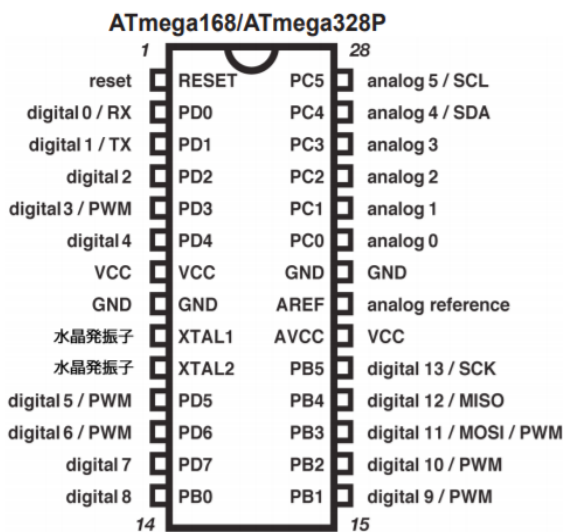 ATmega168/ATmega328P
1 28
reset RESET PC5 analog 5 / SCL
digital 0 / RX PD0 PC4 analog 4 / SDA
digital 1 / TX PD1 PC3 analog 3
digital 2 PD2 PC2 analog 2
digital 3 / PWM PD3 PC1 analog 1
digital 4 PD4 PC0 analog 0
VCC VCC GND GND
GND GND AREF analog reference
水晶発振子 XTAL1 AVCC VCC
水晶発振子 XTAL2 PB5 digital 13 / SCK
digital 5 / PWM PD5 PB4 digital 12 / MISO
digital 6 / PWM PD6 PB3 digital 11 / MOSI / PWM
digital 7 PD7 PB2 digital 10 / PWM
digital 8 PB0 PB1 digital 9 / PWM
14 15